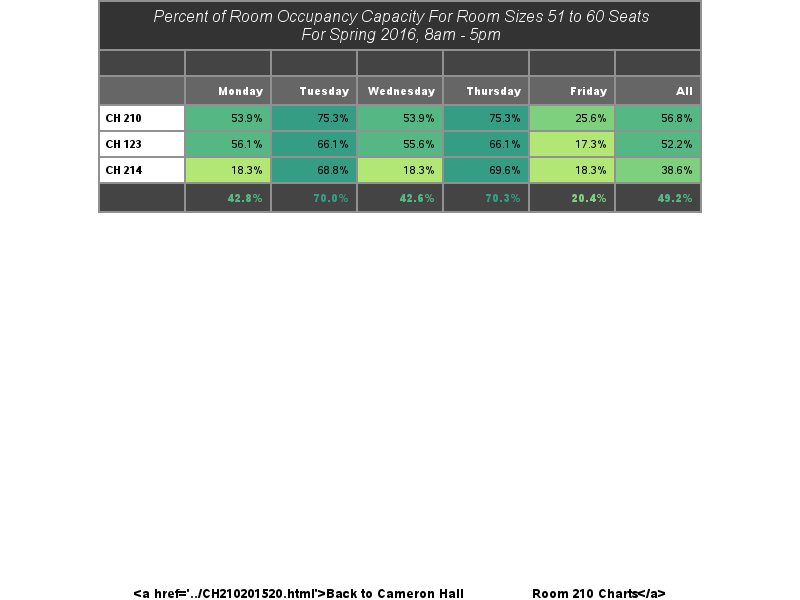 Percent of Room Occupancy Capacity For Room Sizes 51 to 60 Seats
For Spring 2016, 8am - 5pm
Monday Tuesday Wednesday Thursday Friday All
CH 210 53.9% 75.3% 53.9% 75.3% 25.6% 56.8%
CH 123 56.1% 66.1% 55.6% 66.1% 17.3% 52.2%
CH 214 18.3% 68.8% 18.3% 69.6% 18.3% 38.6%
42.8% 70.0% 42.6% 70.3% 20.4% 49.2%
<a href='../CH210201520.html'>Back to Cameron Hall Room 210 Charts</a>